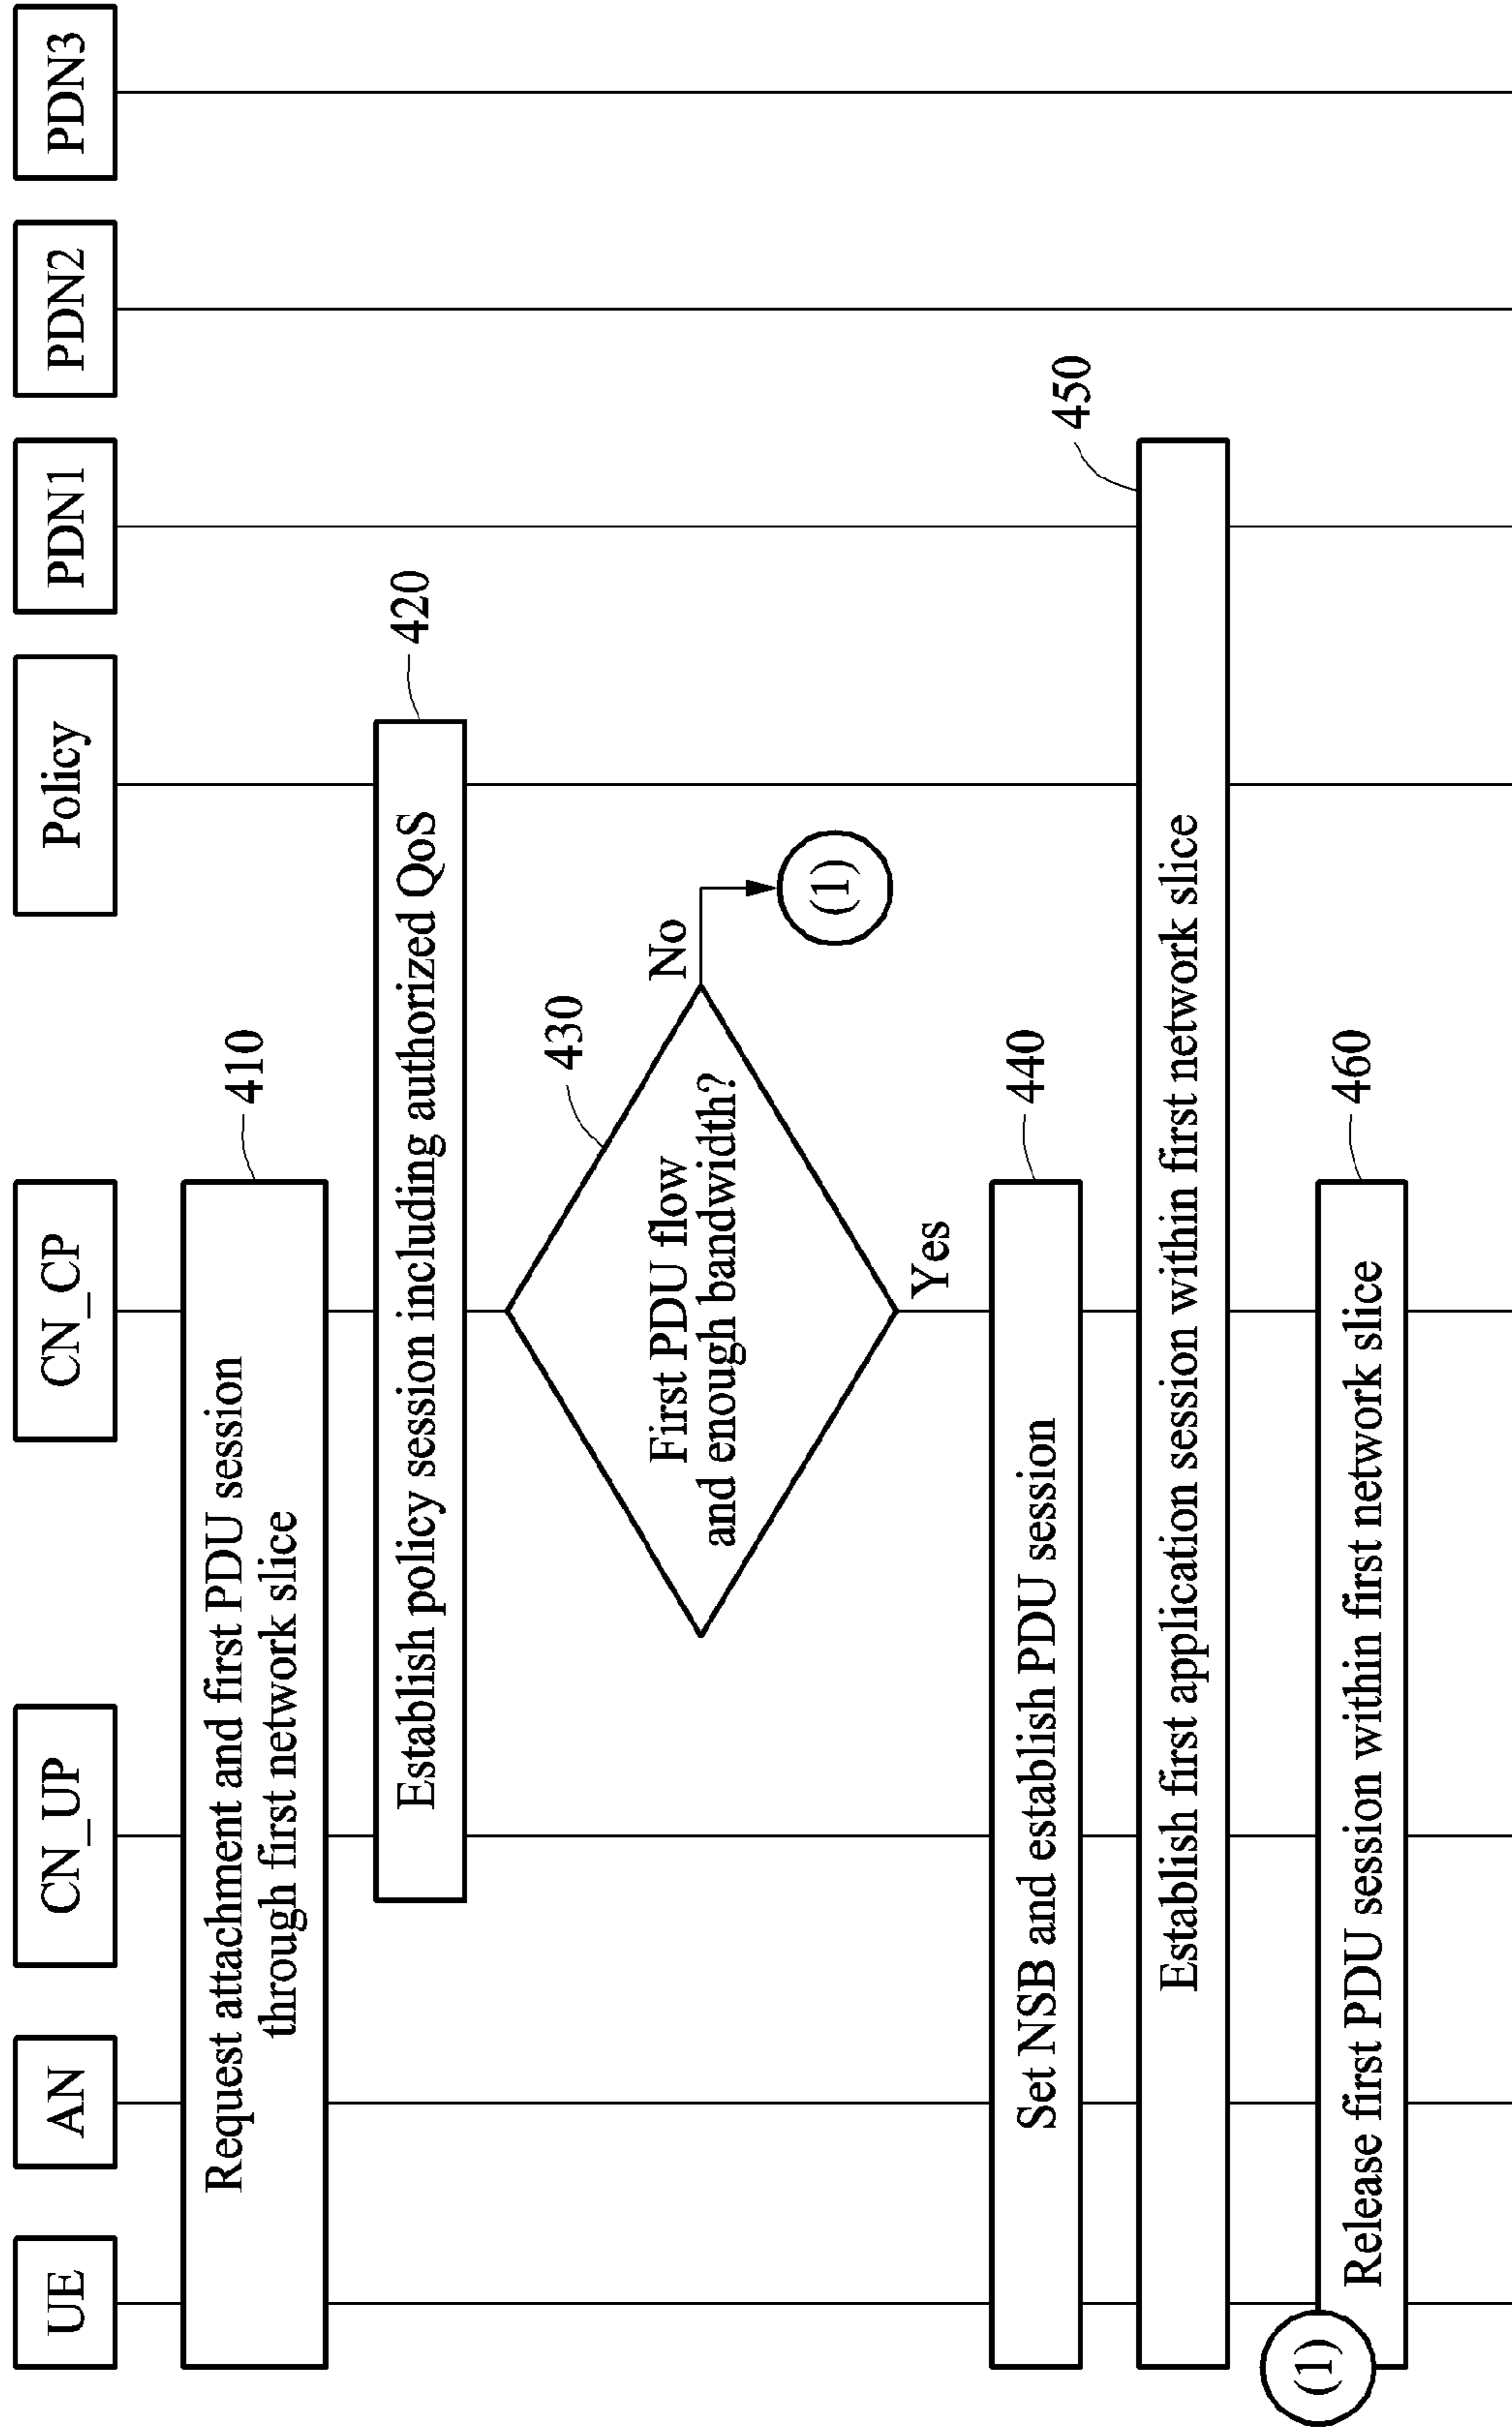 UE
AN
CN_UP
CN_CP
Policy
PDN1
PDN2
PDN3
Request attachment and first PDU session
through first network slice
410
Establish policy session including authorized QoS
420
430
First PDU flow
and enough bandwidth?
No
(1)
Yes
Set NSB and establish PDU session
440
Establish first application session within first network slice
450
(1)
Release first PDU session within first network slice
460